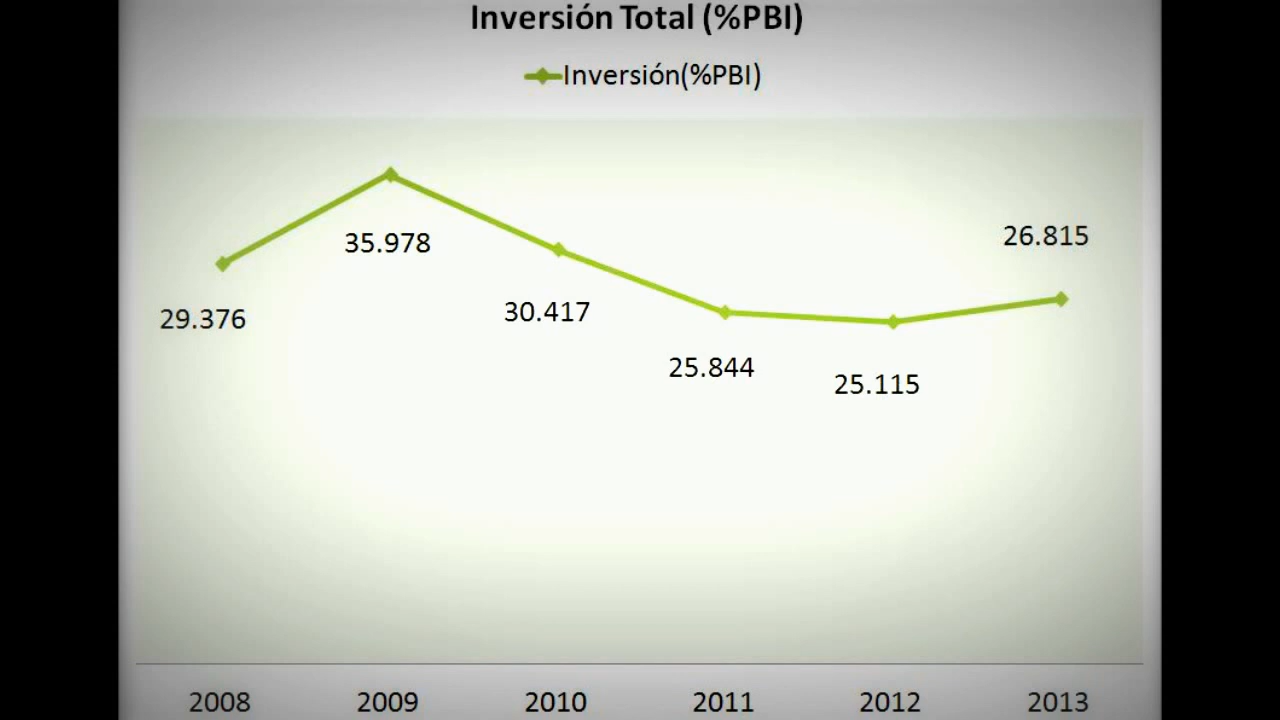 Inversión Total (%PBI)
Inversión(%PBI)
35.978
26.815
29.376
30.417
25.844
25.115
2008 2009 2010 2011 2012 2013